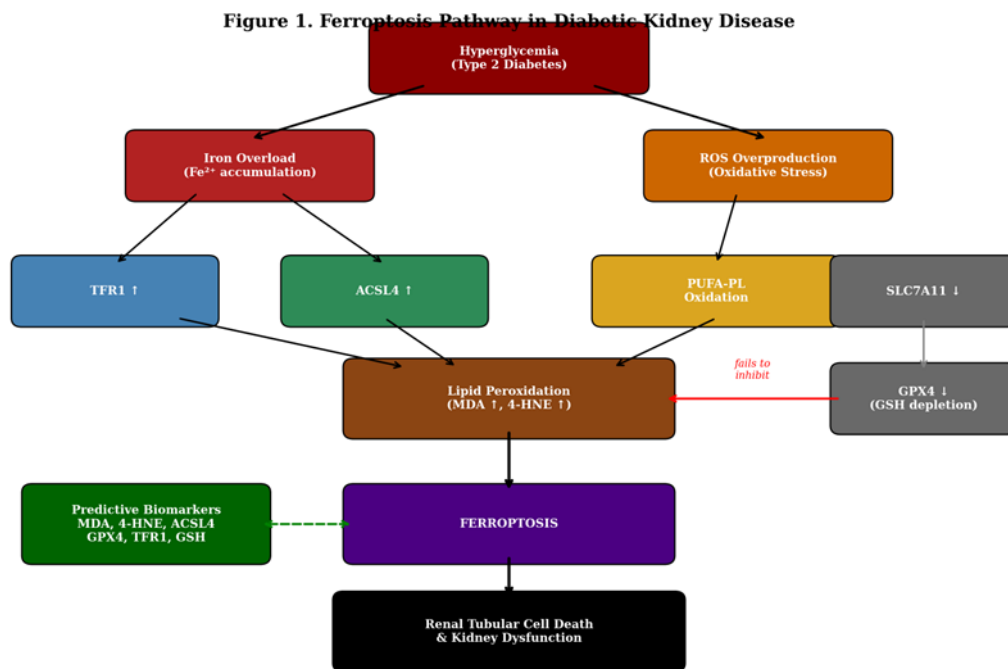 Figure 1. Ferroptosis Pathway in Diabetic Kidney Disease
Hyperglycemia
(Type 2 Diabetes)
Iron Overload
(Fe²⁺ accumulation)
ROS Overproduction
(Oxidative Stress)
TFR1 ↑
ACSL4 ↑
PUFA-PL
Oxidation
SLC7A11 ↓
Lipid Peroxidation
(MDA ↑, 4-HNE ↑)
fails to
inhibit
GPX4 ↓
(GSH depletion)
Predictive Biomarkers
MDA, 4-HNE, ACSL4
GPX4, TFR1, GSH
FERROPTOSIS
Renal Tubular Cell Death
& Kidney Dysfunction